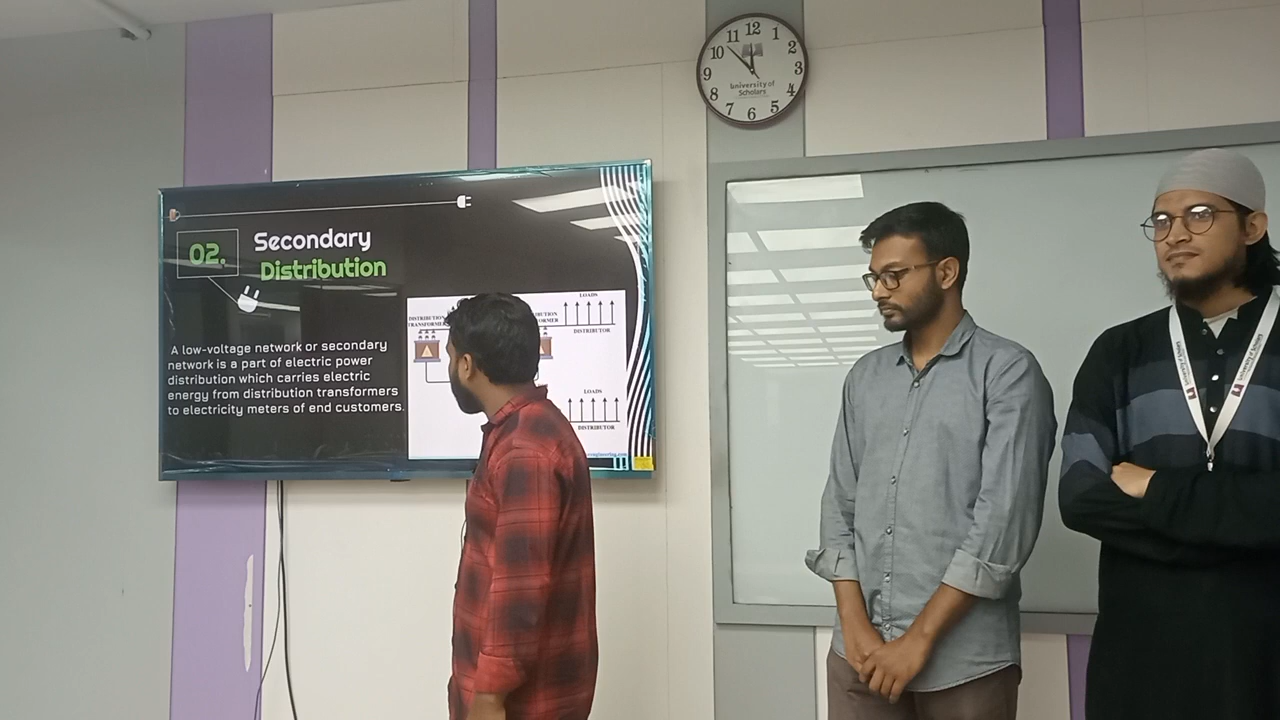 12
11 1
10 2
9 3
8 4
7 5
6
University of
Scholars
02.
Secondary
Distribution
A low-voltage network or secondary
network is a part of electric power
distribution which carries electric
energy from distribution transformers
to electricity meters of end customers.
DISTRIBUTION
TRANSFORMER
LOADS
DISTRIBUTOR
LOADS
DISTRIBUTOR